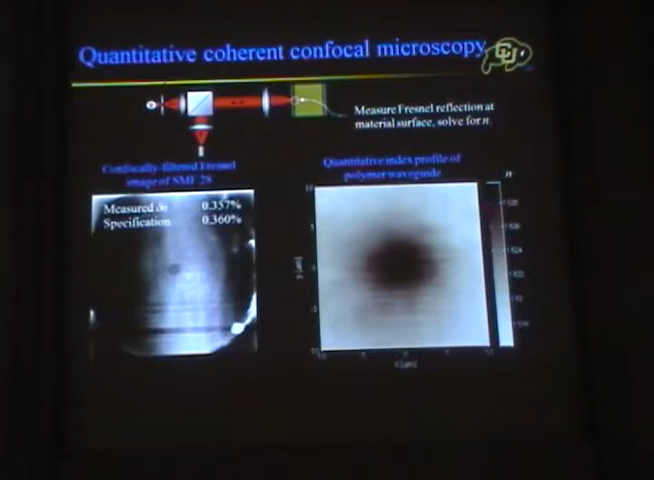 Quantitative coherent confocal microscopy
CU
Measure Fresnel reflection at
material surface, solve for n.
Confocally-filtered Fresnel
image of SMF 28
Quantitative index profile of
polymer waveguide
n
Measured δn 0.357%
Specification 0.360%